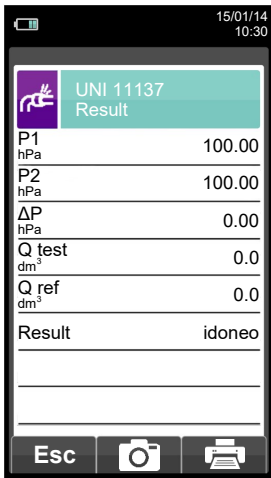 15/01/14
10:30
UNI 11137
Result
P1
hPa
100.00
P2
hPa
100.00
ΔP
hPa
0.00
Q test
dm³
0.0
Q ref
dm³
0.0
Result idoneo
Esc